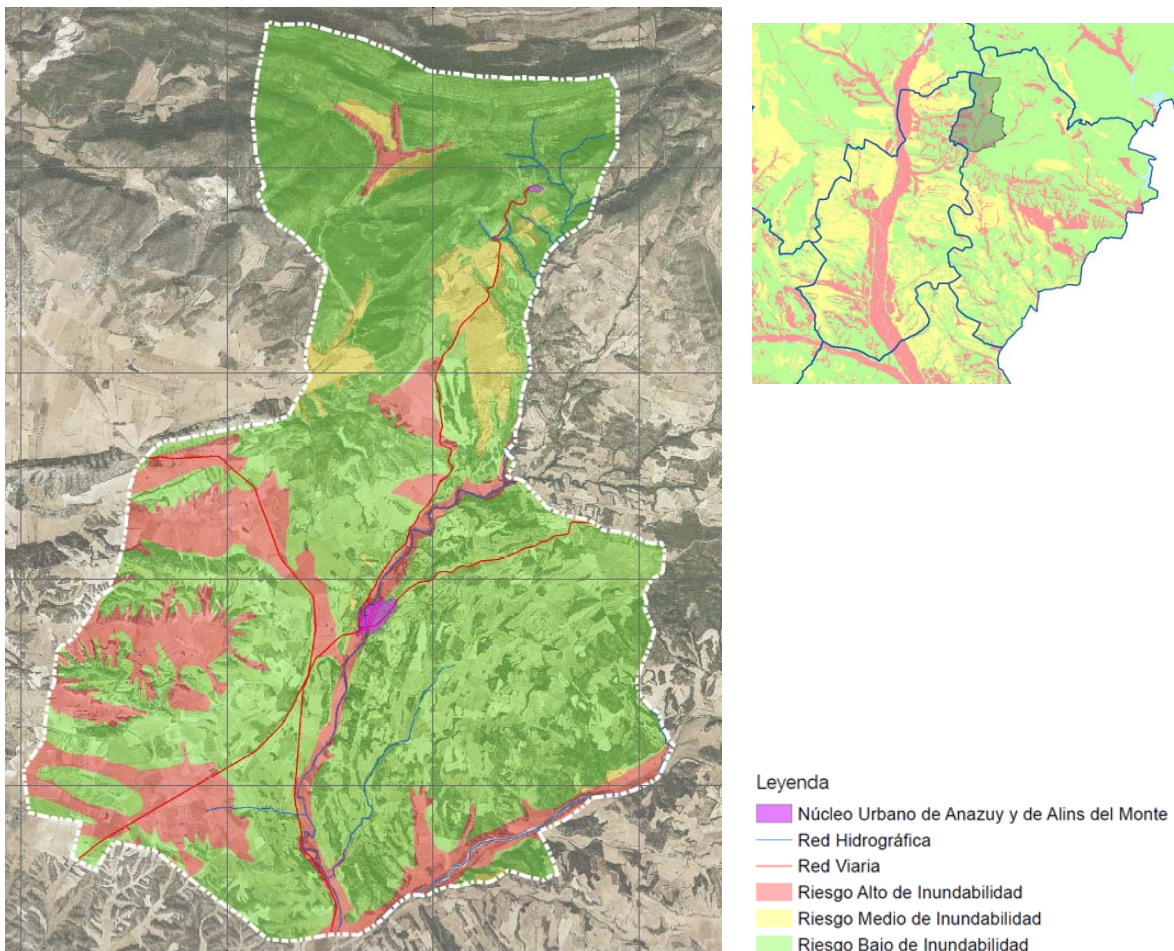 Leyenda
Núcleo Urbano de Anazuy y de Alins del Monte
Red Hidrográfica
Red Viaria
Riesgo Alto de Inundabilidad
Riesgo Medio de Inundabilidad
Riesgo Bajo de Inundabilidad